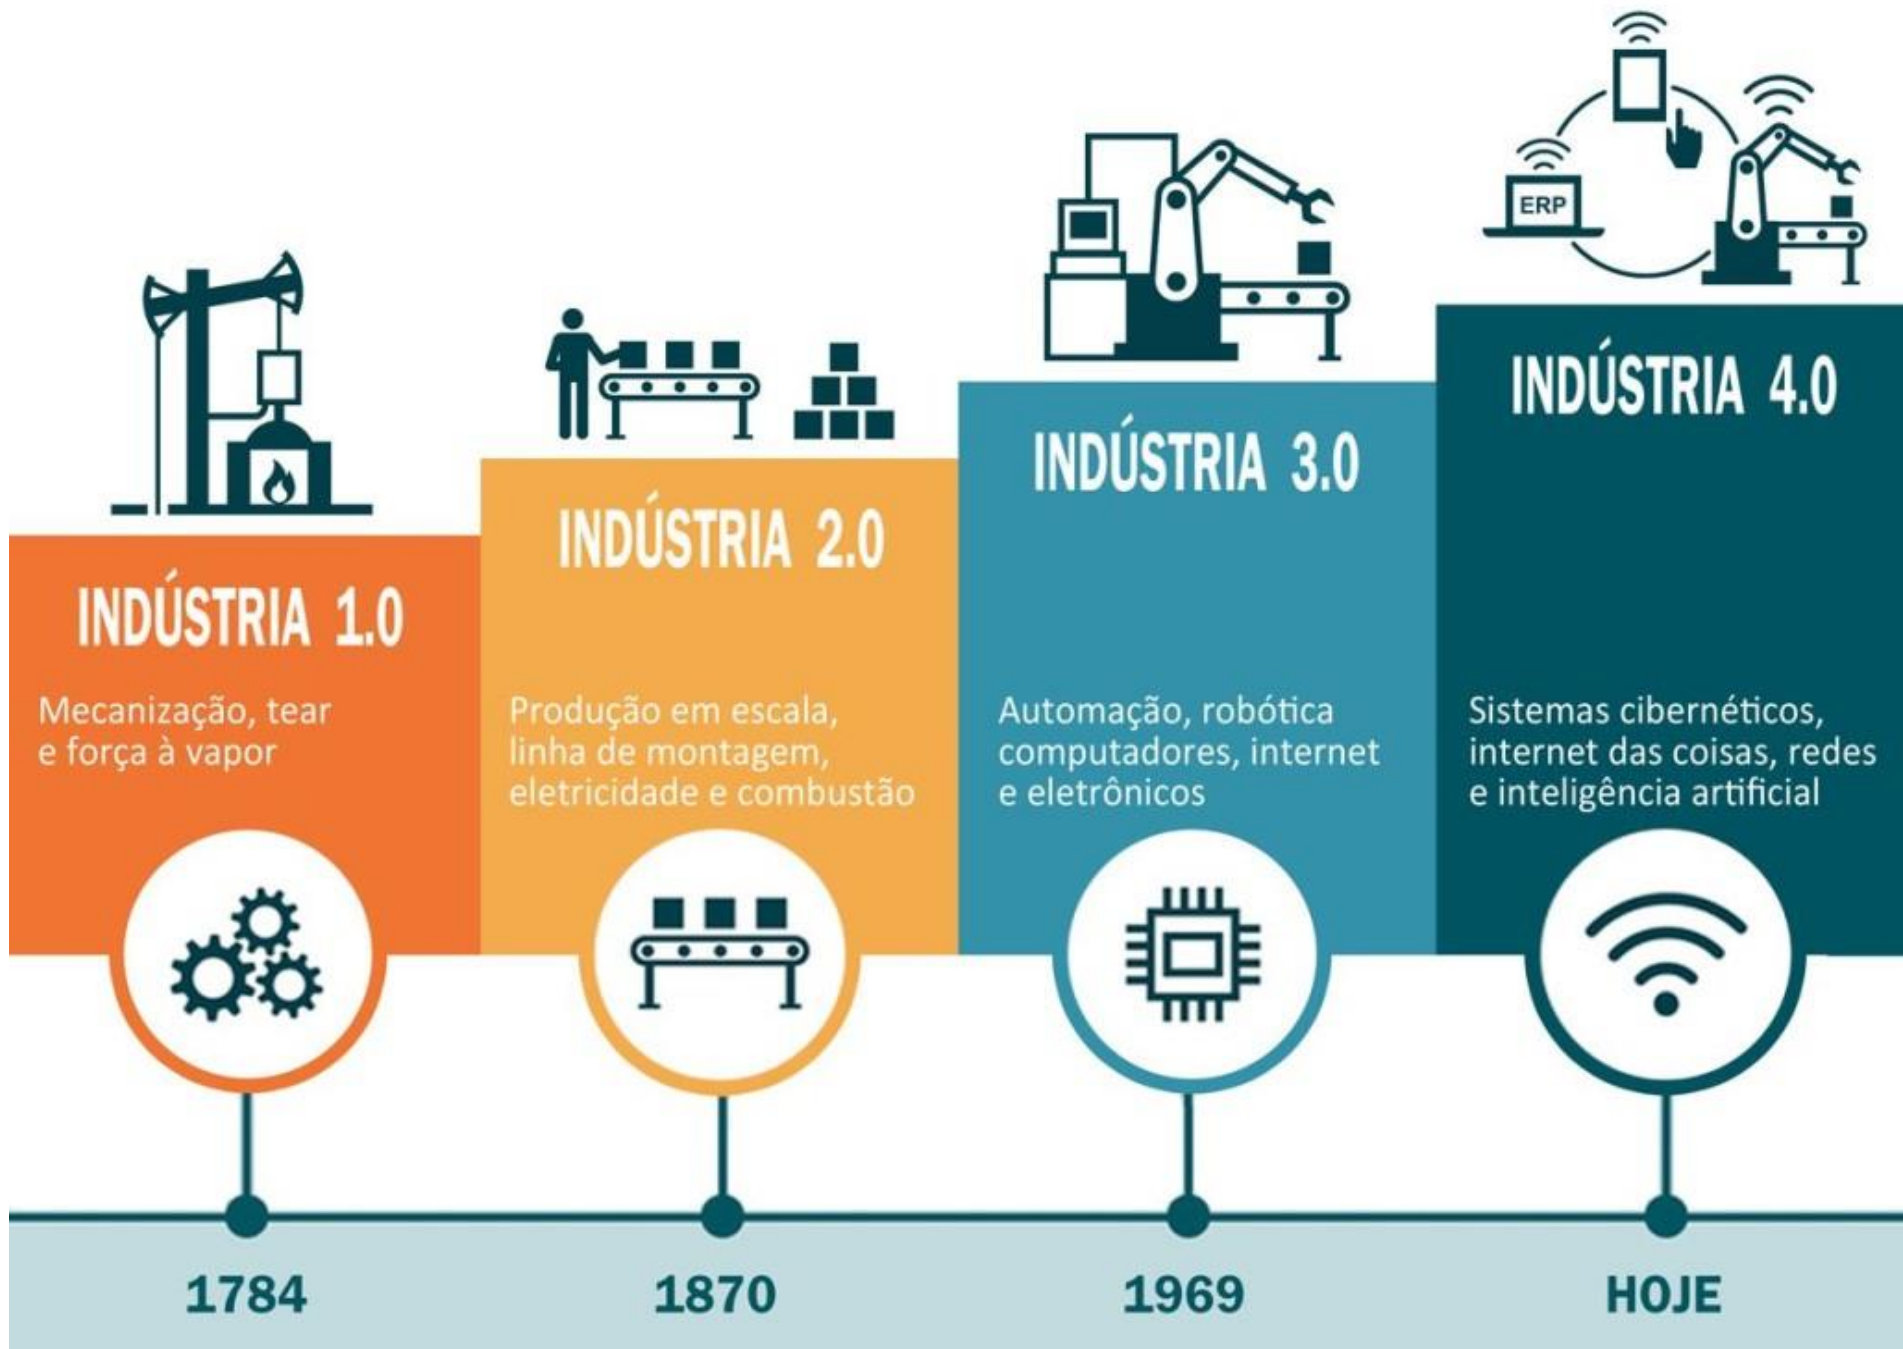 ERP
INDÚSTRIA 1.0
Mecanização, tear
e força à vapor
INDÚSTRIA 2.0
Produção em escala,
linha de montagem,
eletricidade e combustão
INDÚSTRIA 3.0
Automação, robótica
computadores, internet
e eletrônicos
INDÚSTRIA 4.0
Sistemas cibernéticos,
internet das coisas, redes
e inteligência artificial
1784
1870
1969
HOJE